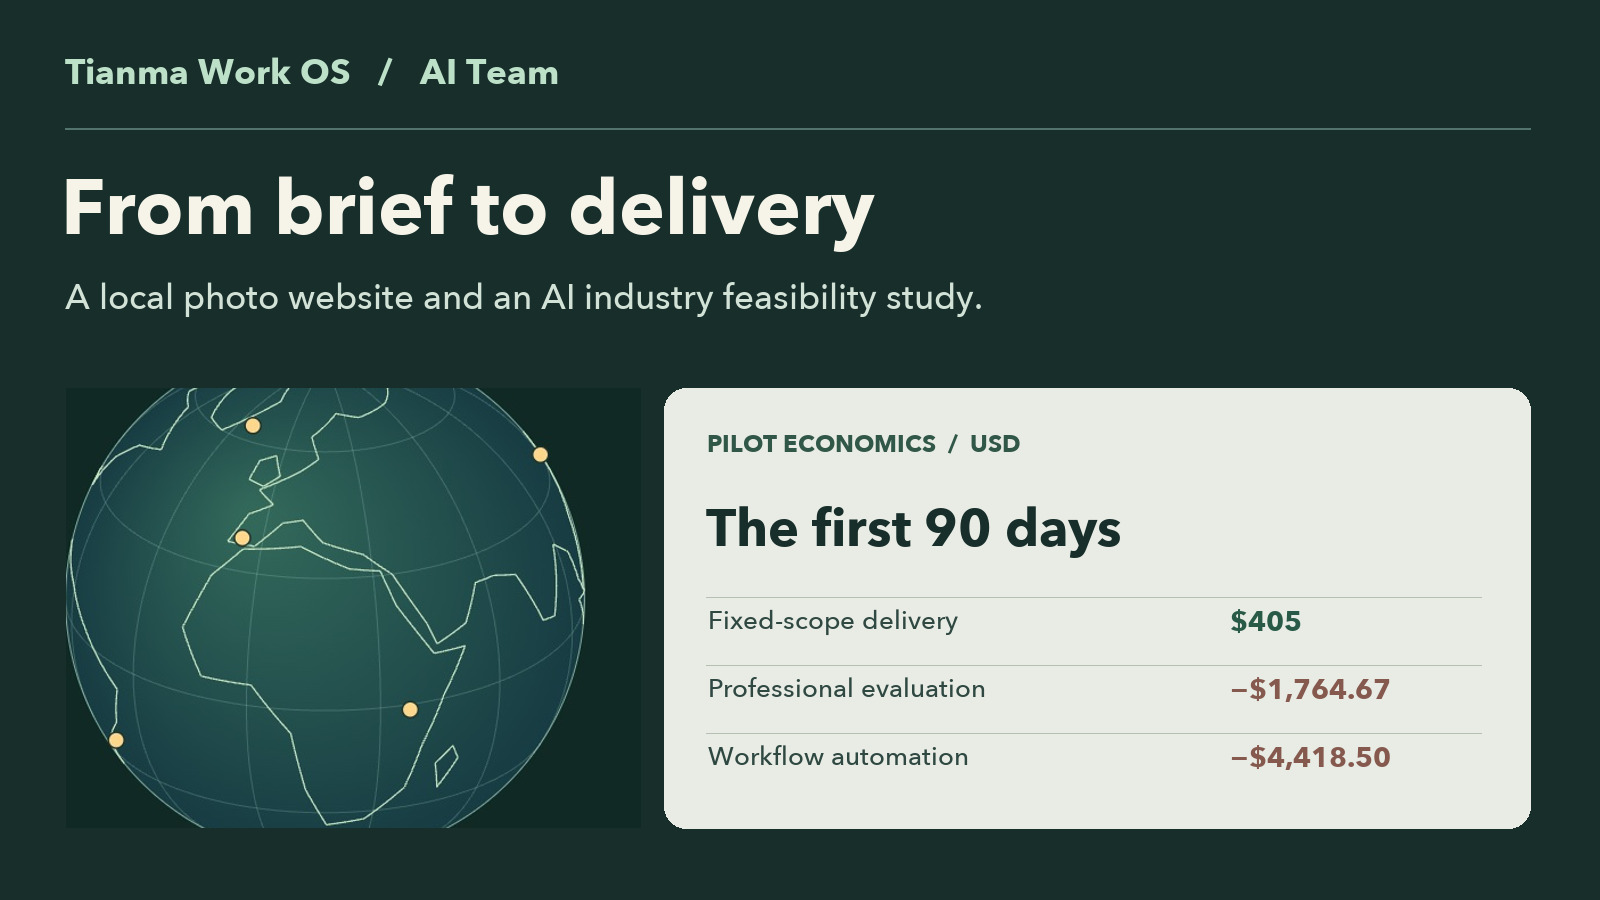 Tianma Work OS / AI Team
From brief to delivery
A local photo website and an AI industry feasibility study.
PILOT ECONOMICS / USD
The first 90 days
Fixed-scope delivery $405
Professional evaluation −$1,764.67
Workflow automation −$4,418.50